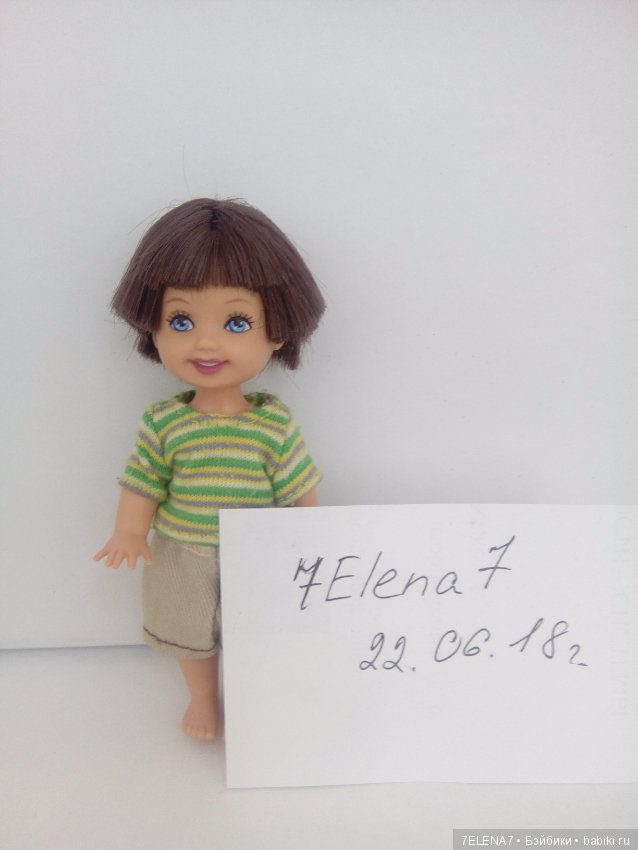 7Elena7
22.06.18г.
7ELENA7 • Бэйбики • babiki.ru